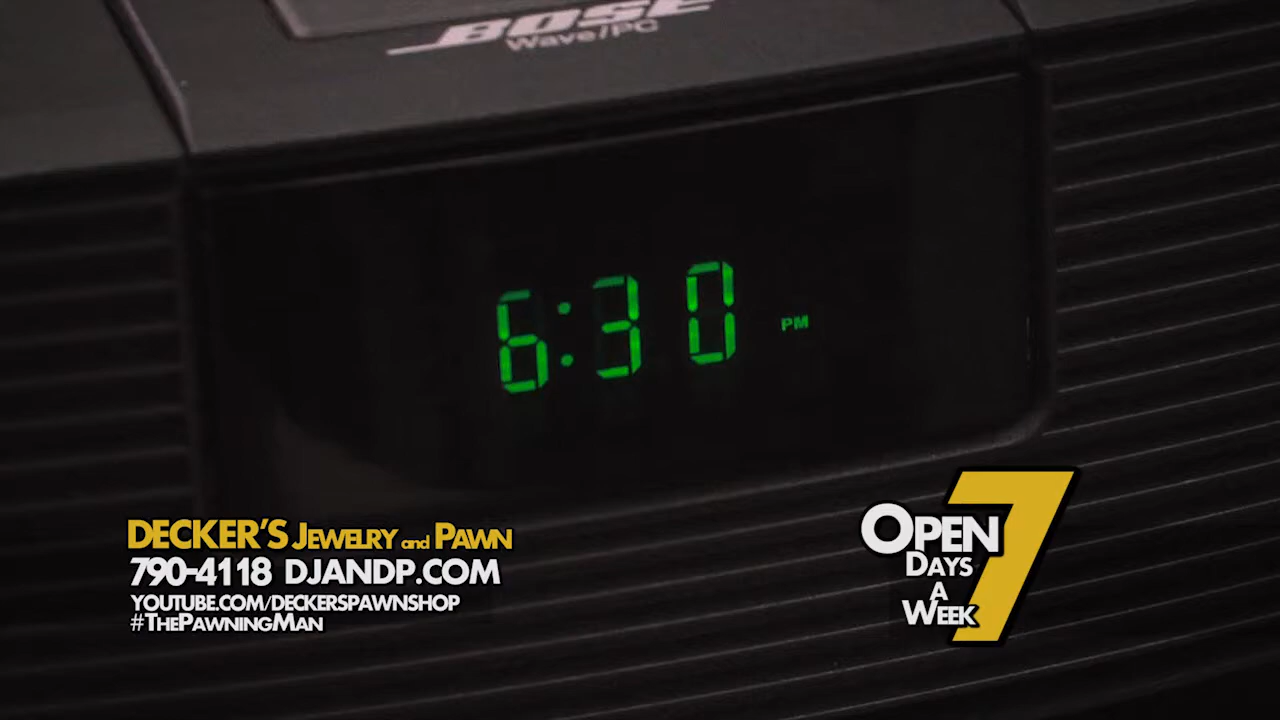 BOSE
Wave/PC
6:30 PM
DECKER'S JEWELRY and PAWN
790-4118 DJANDP.COM
YOUTUBE.COM/DECKERSPAWNSHOP
#THEPAWNINGMAN
OPEN 7
DAYS
A
WEEK